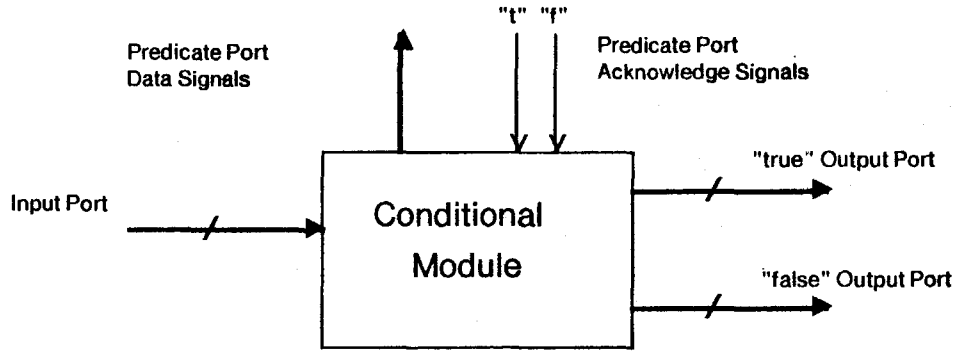 "t" "f"
Predicate Port
Data Signals
Predicate Port
Acknowledge Signals
"true" Output Port
Input Port
Conditional
Module
"false" Output Port